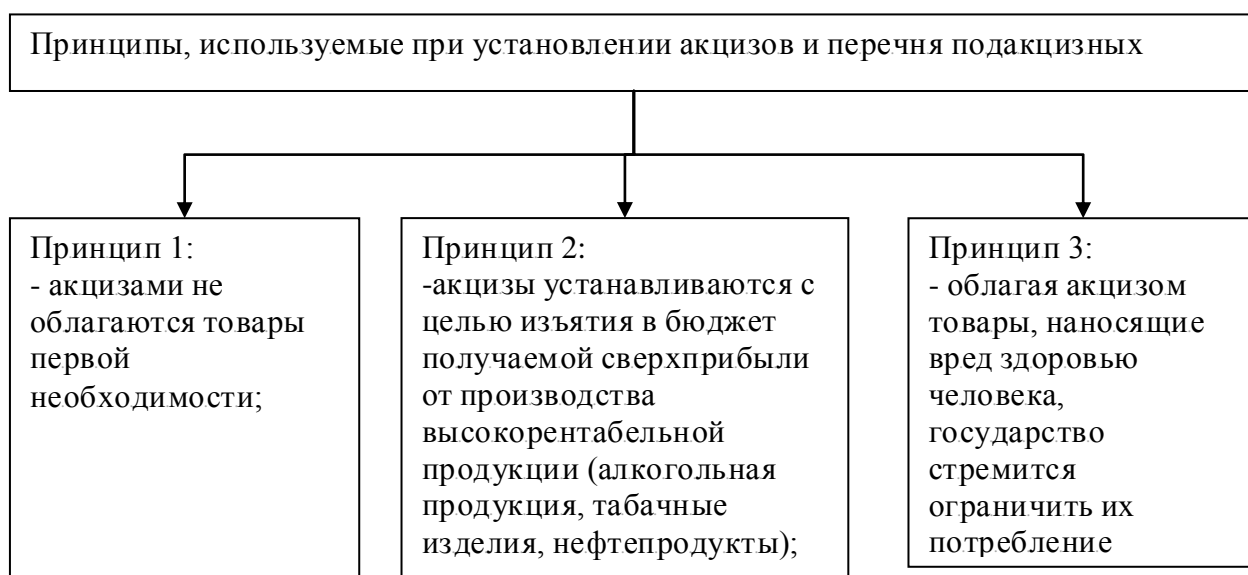 Принципы, используемые при установлении акцизов и перечня подакцизных
Принцип 1:
- акцизами не
облагаются товары
первой
необходимости;
Принцип 2:
-акцизы устанавливаются с
целью изъятия в бюджет
получаемой сверхприбыли
от производства
высокорентабельной
продукции (алкогольная
продукция, табачные
изделия, нефтепродукты);
Принцип 3:
- облагая акцизом
товары, наносящие
вред здоровью
человека,
государство
стремится
ограничить их
потребление